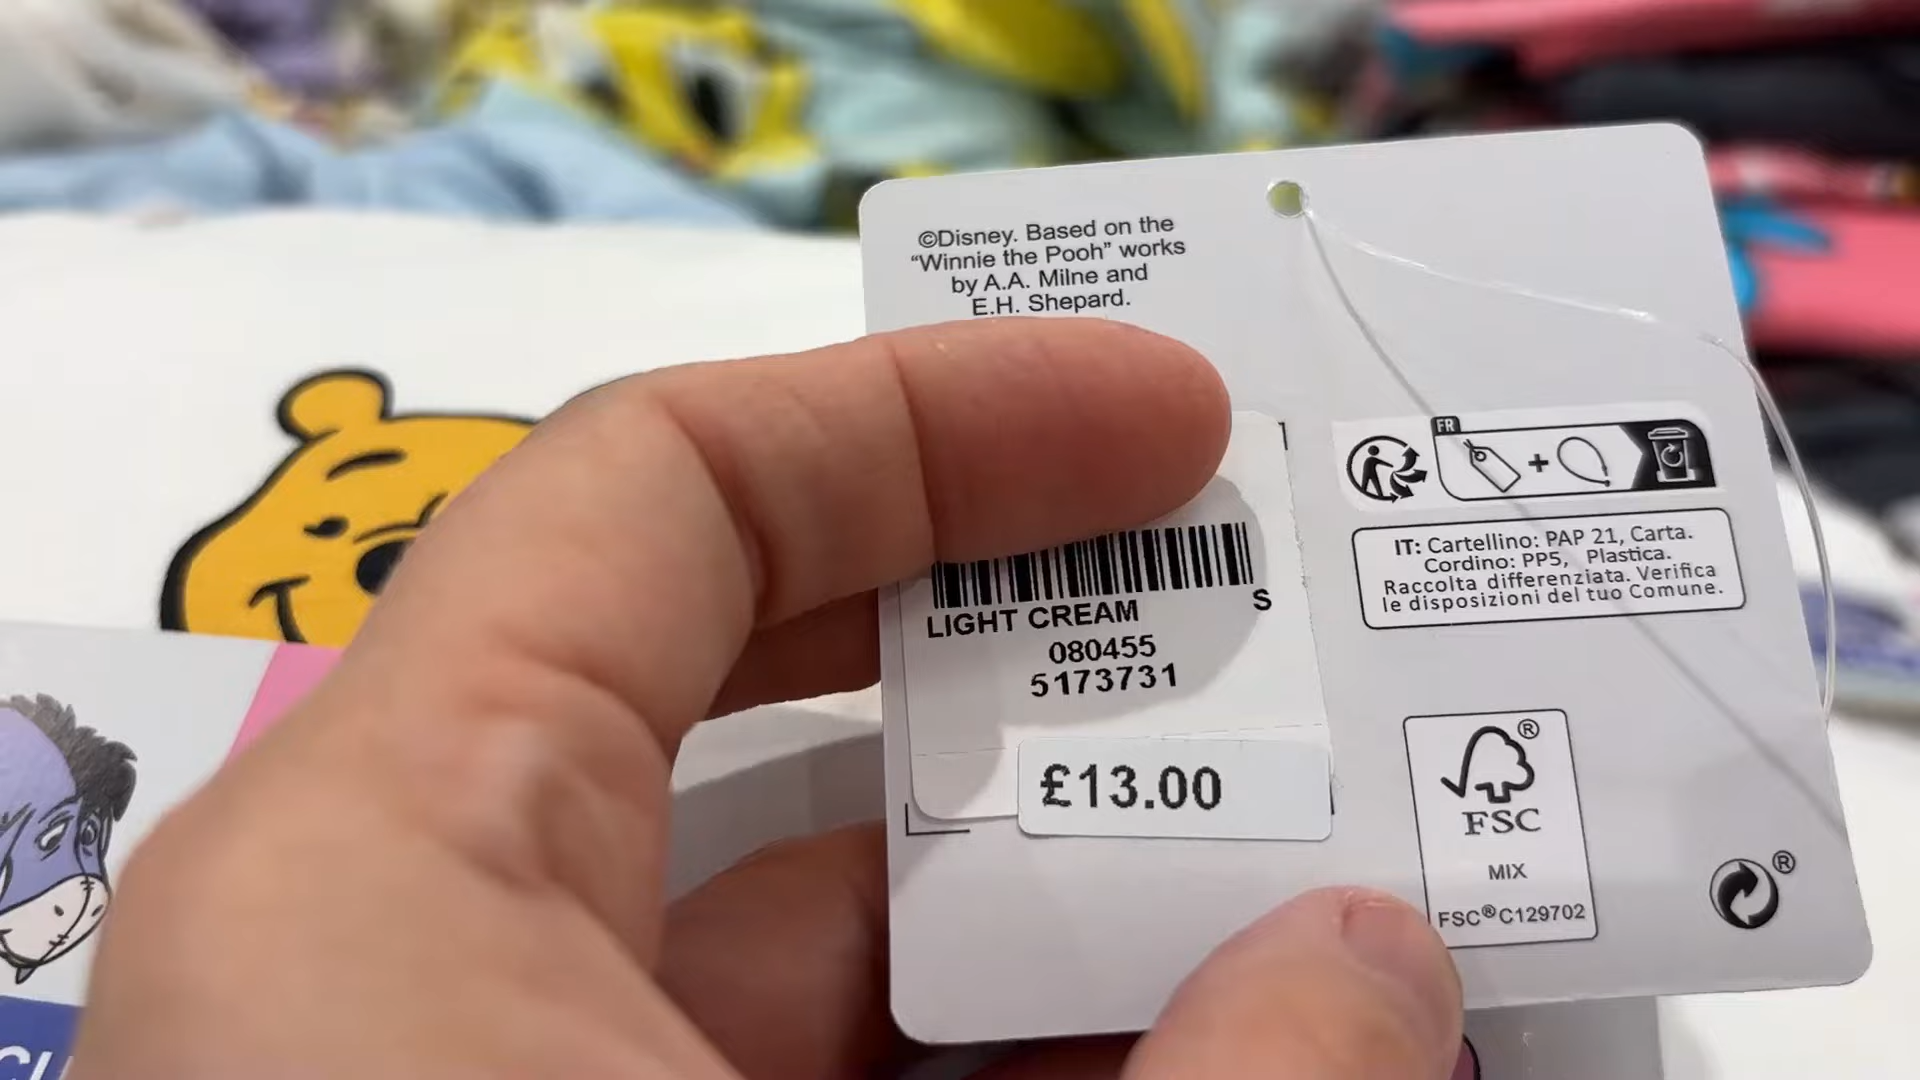 ©Disney. Based on the
“Winnie the Pooh” works
by A.A. Milne and
E.H. Shepard.
FR
+
IT: Cartellino: PAP 21, Carta.
Cordino: PP5, Plastica.
Raccolta differenziata. Verifica
le disposizioni del tuo Comune.
LIGHT CREAM S
080455
5173731
£13.00
®
FSC
MIX
FSC®C129702
®